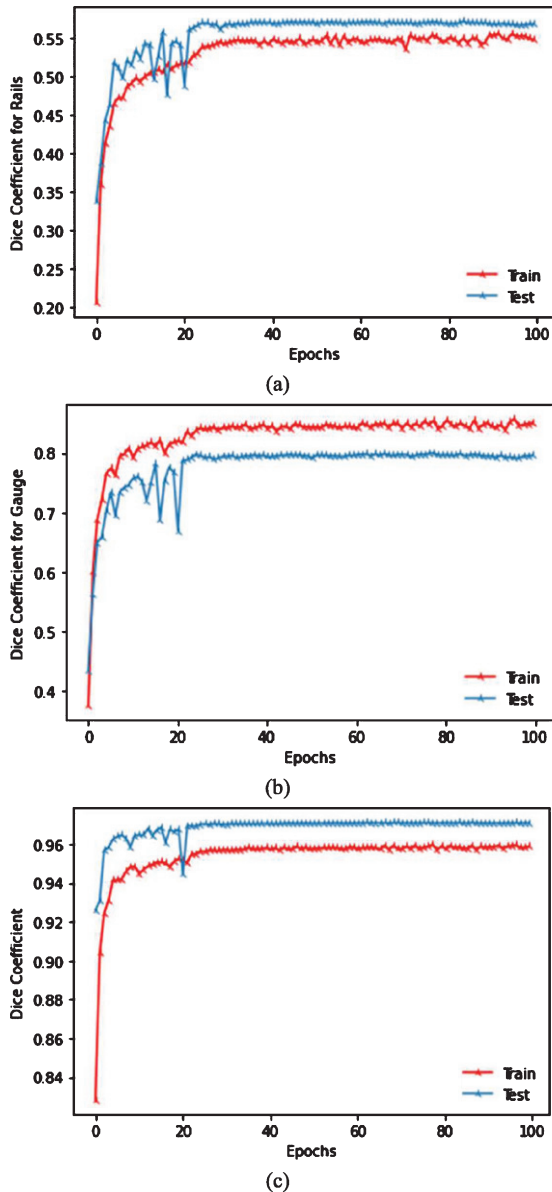 Dice Coefficient for Rails
0.55
0.50
0.45
0.40
0.35
0.30
0.25
0.20
Train
Test
0 20 40 60 80 100
Epochs
(a)
Dice Coefficient for Gauge
0.8
0.7
0.6
0.5
0.4
Train
Test
0 20 40 60 80 100
Epochs
(b)
Dice Coefficient
0.96
0.94
0.92
0.90
0.88
0.86
0.84
Train
Test
0 20 40 60 80 100
Epochs
(c)